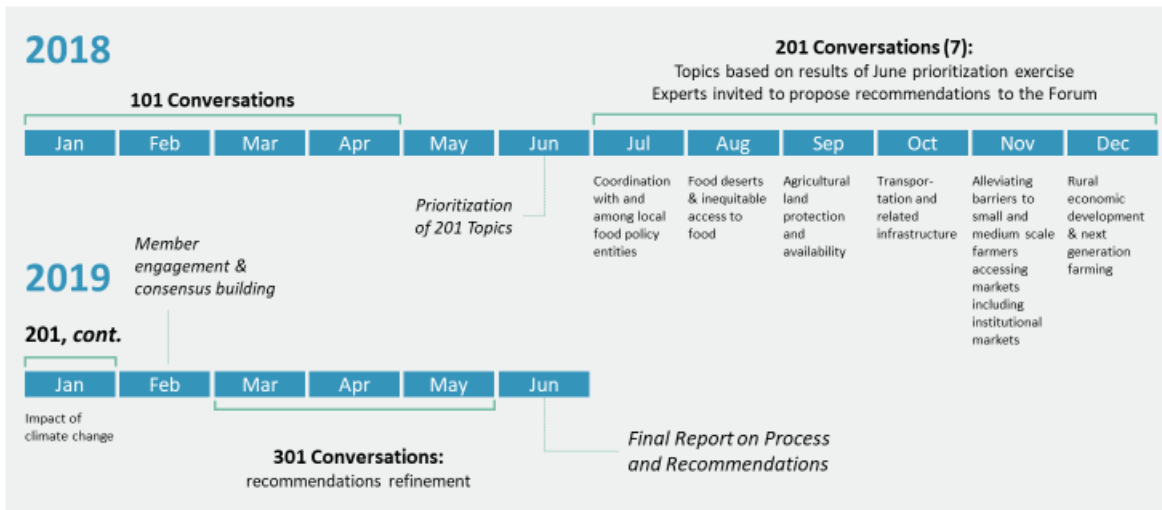 2018
101 Conversations
201 Conversations (7):
Topics based on results of June prioritization exercise
Experts invited to propose recommendations to the Forum
Jan
Feb
Mar
Apr
May
Jun
Jul
Aug
Sep
Oct
Nov
Dec
Prioritization
of 201 Topics
Coordination
with and
among local
food policy
entities
Food deserts
& inequitable
access to
food
Agricultural
land
protection
and
availability
Transpor-
tation and
related
infrastructure
Alleviating
barriers to
small and
medium scale
farmers
accessing
markets
including
institutional
markets
Rural
economic
development
& next
generation
farming
2019
Member
engagement &
consensus building
201, cont.
Jan
Feb
Mar
Apr
May
Jun
Impact of
climate change
301 Conversations:
recommendations refinement
Final Report on Process
and Recommendations